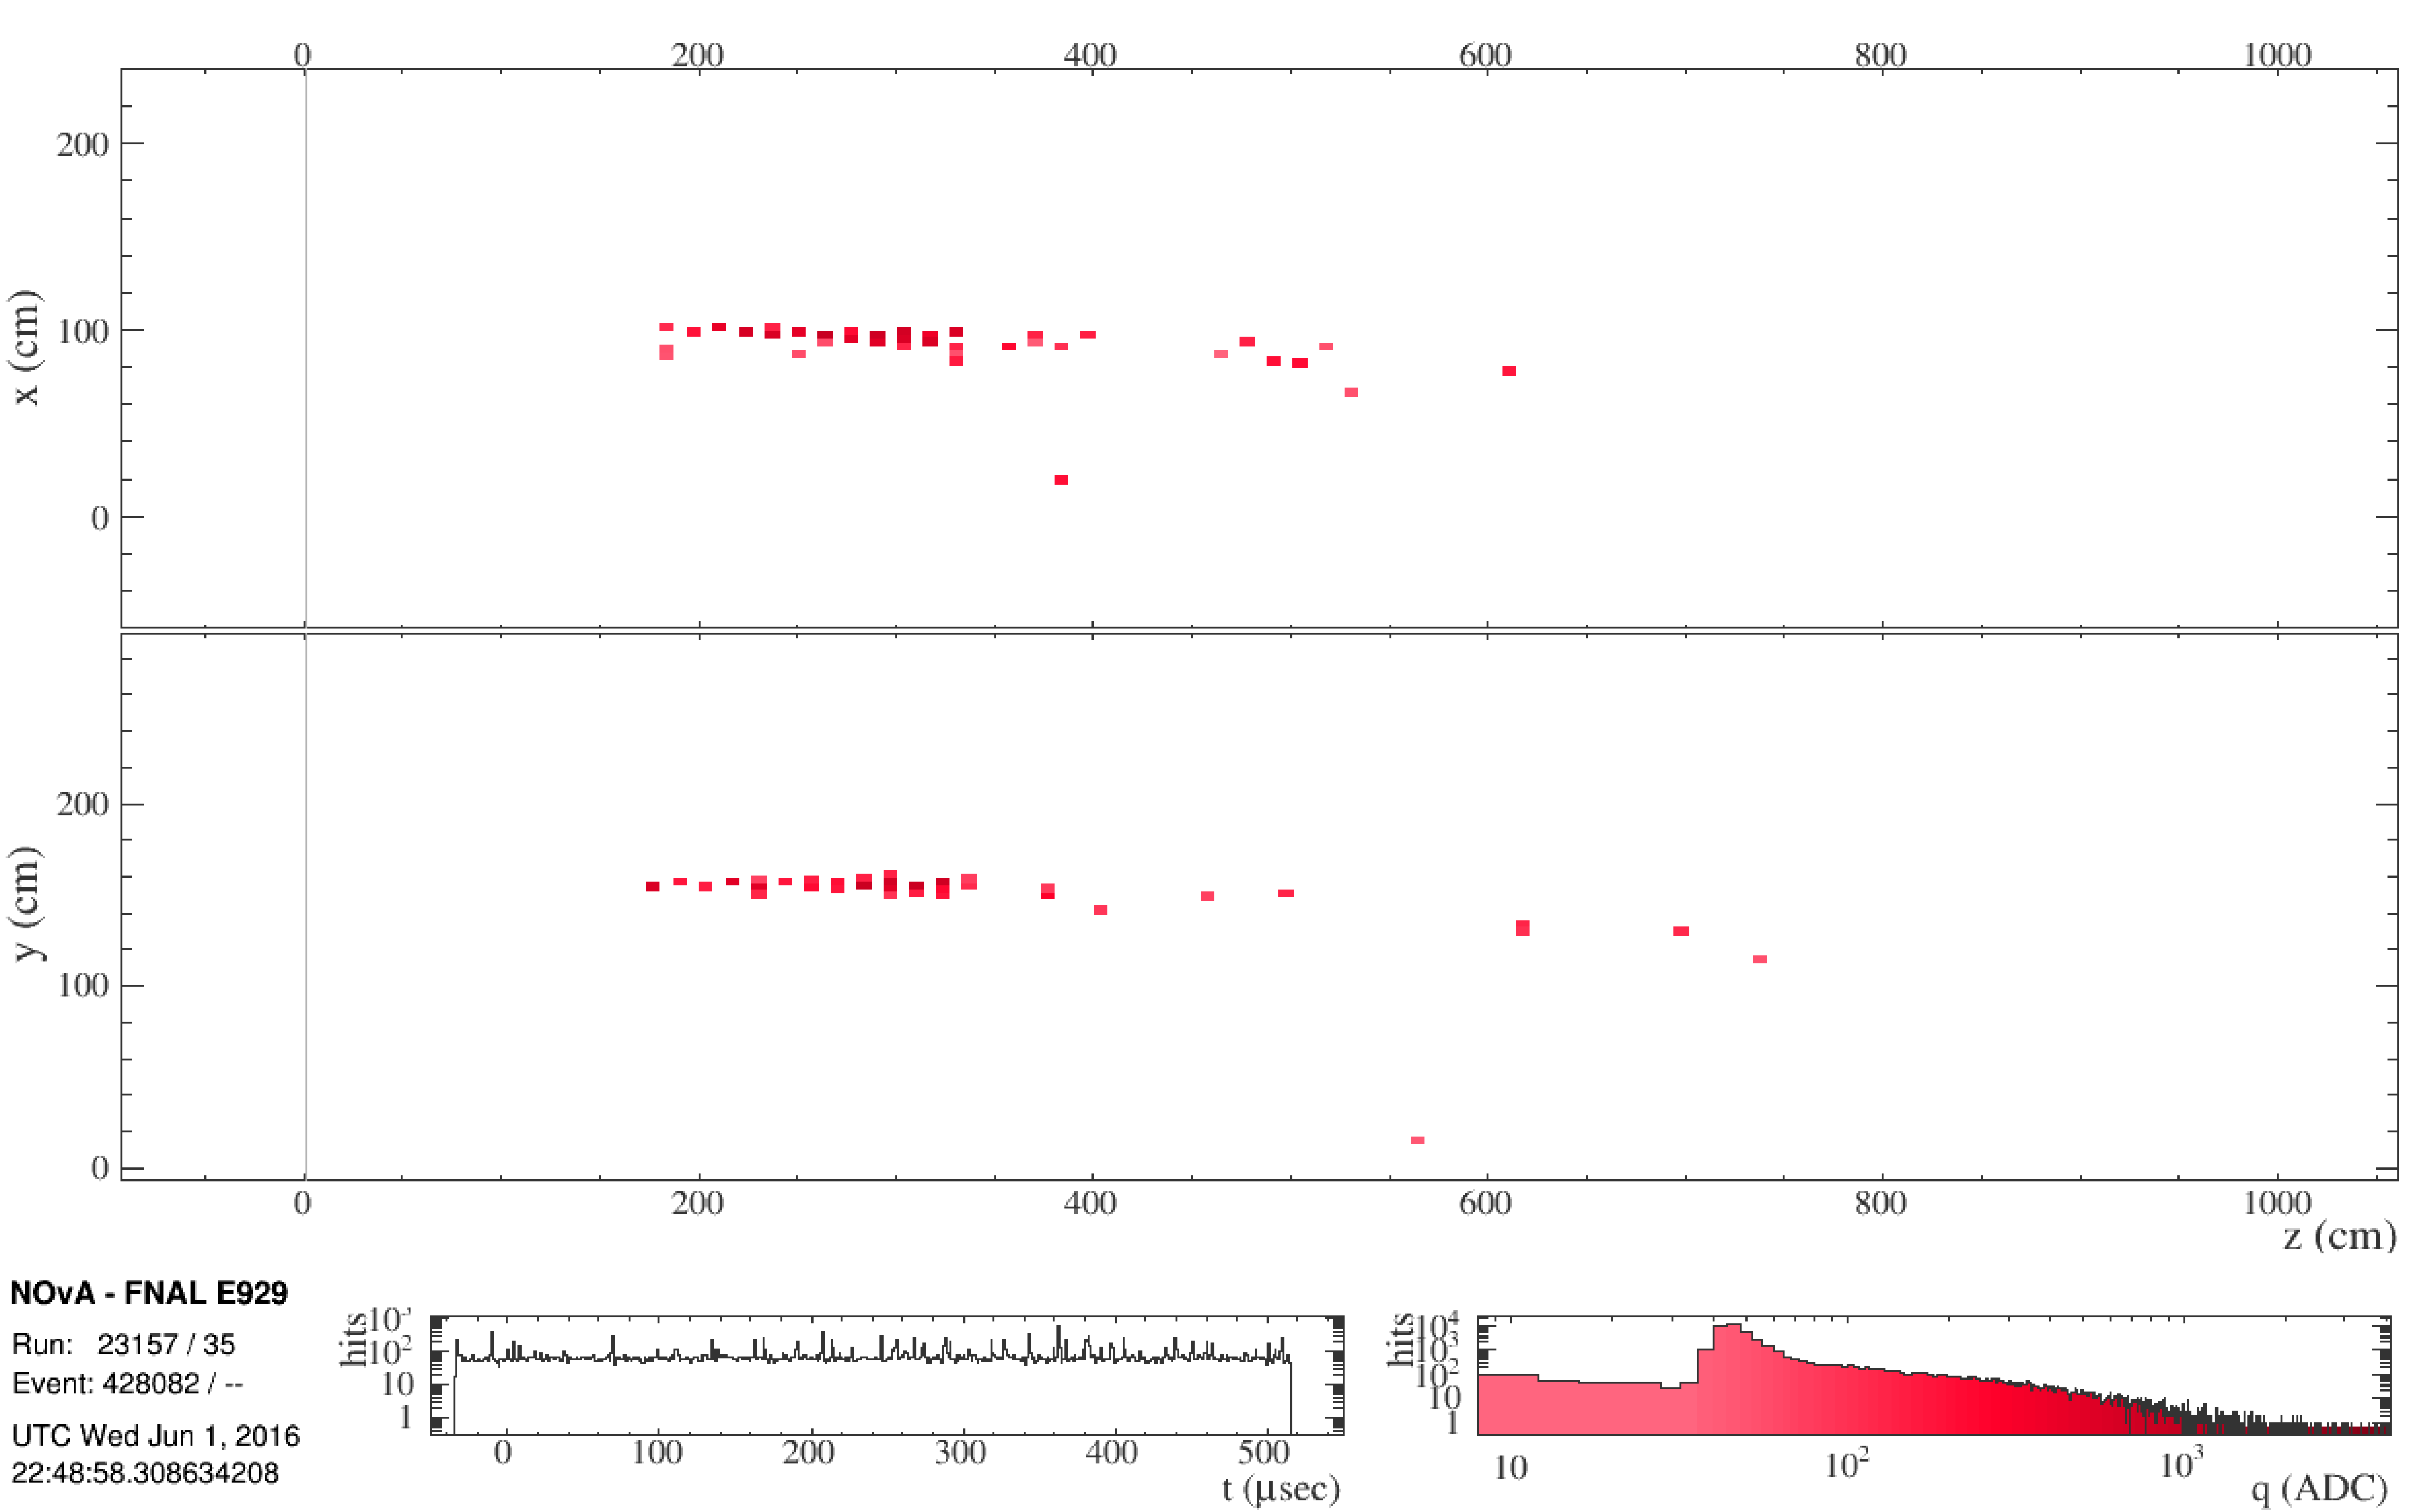 0 200 400 600 800 1000
200
100
0
x (cm)
200
100
0
y (cm)
0 200 400 600 800 1000
z (cm)
NOvA - FNAL E929
Run: 23157 / 35
Event: 428082 / --
UTC Wed Jun 1, 2016
22:48:58.308634208
hits
10²
10
1
0 100 200 300 400 500
t (μsec)
hits
10⁴
10³
10²
10
1
10 10² 10³
q (ADC)